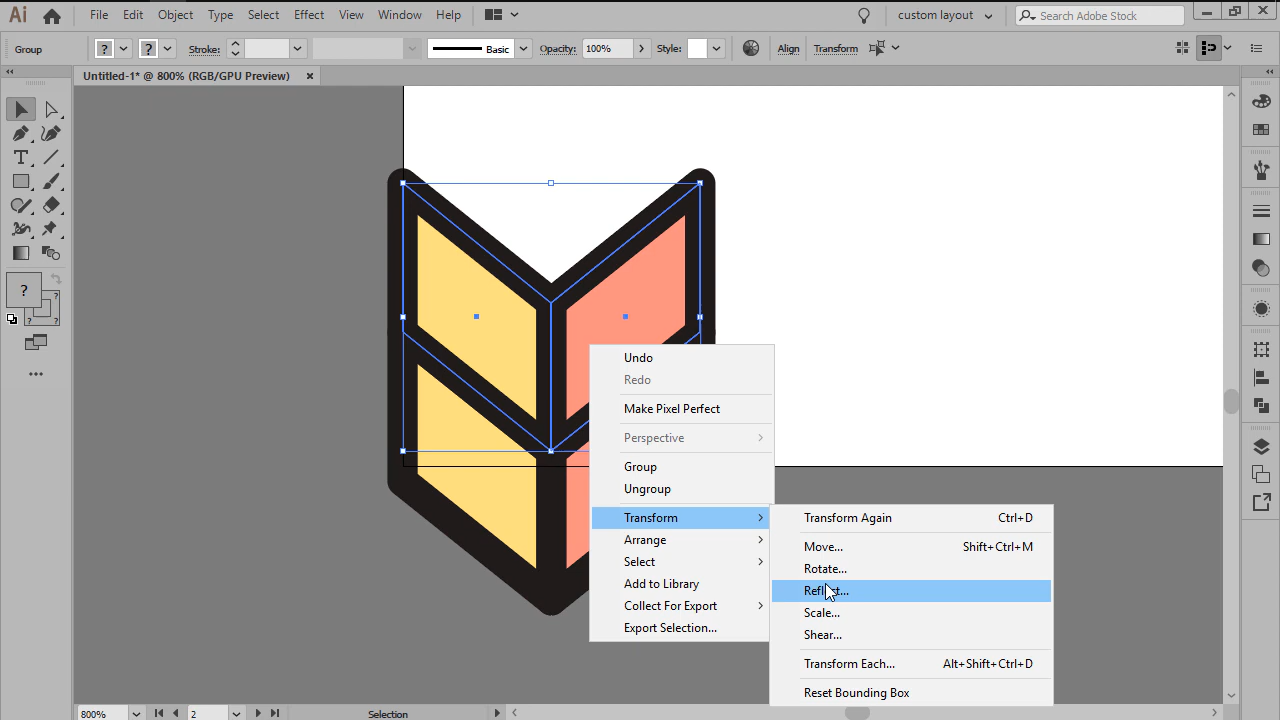 Ai File Edit Object Type Select Effect View Window Help custom layout Search Adobe Stock
Group ? ? Stroke: Basic Opacity: 100% Style: Align Transform
Untitled-1* @ 800% (RGB/GPU Preview) ×
T
?
?
?
Undo
Redo
Make Pixel Perfect
Perspective
Group
Ungroup
Transform
Arrange
Select
Add to Library
Collect For Export
Export Selection...
Transform Again Ctrl+D
Move... Shift+Ctrl+M
Rotate...
Reflect...
Scale...
Shear...
Transform Each... Alt+Shift+Ctrl+D
Reset Bounding Box
800% 2 Selection